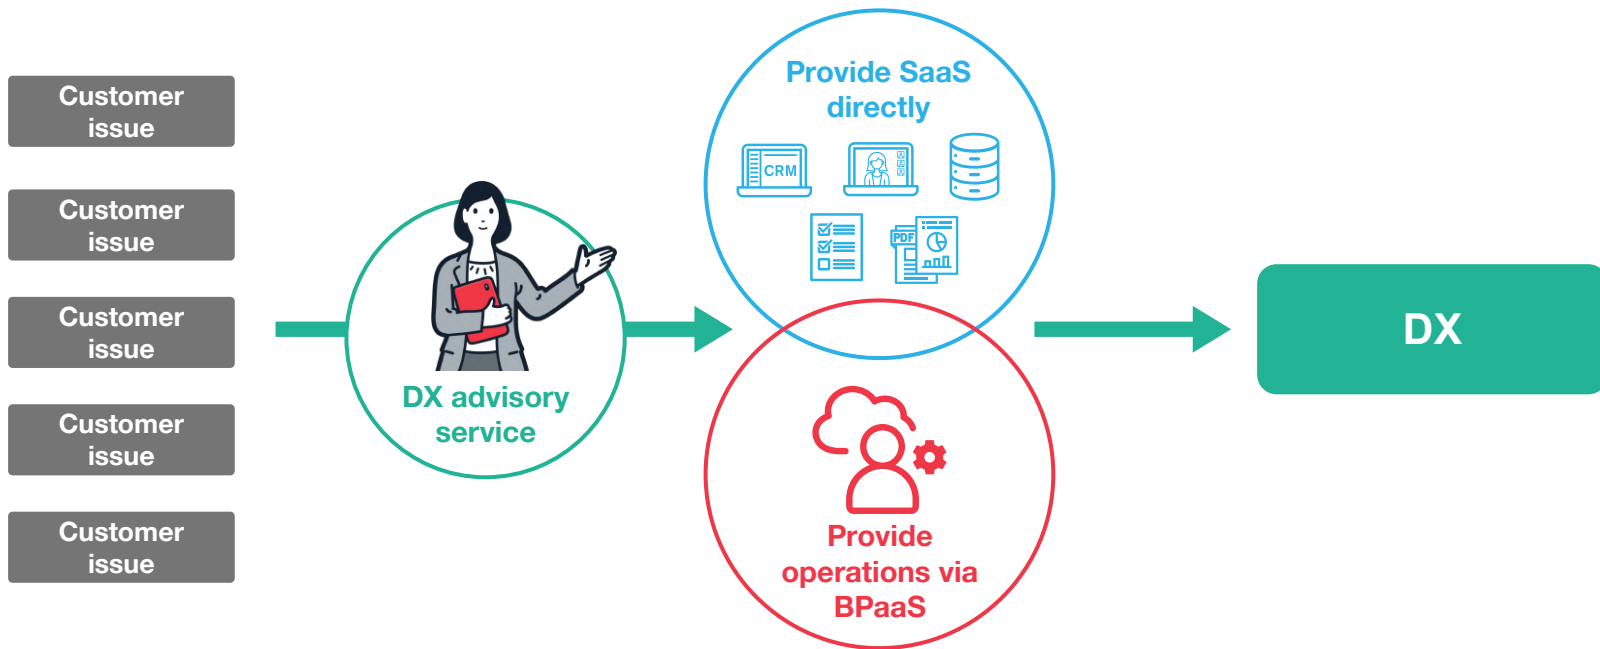 Customer
issue
Customer
issue
Customer
issue
Customer
issue
Customer
issue
DX advisory
service
Provide SaaS
directly
CRM
PDF
Provide
operations via
BPaaS
DX